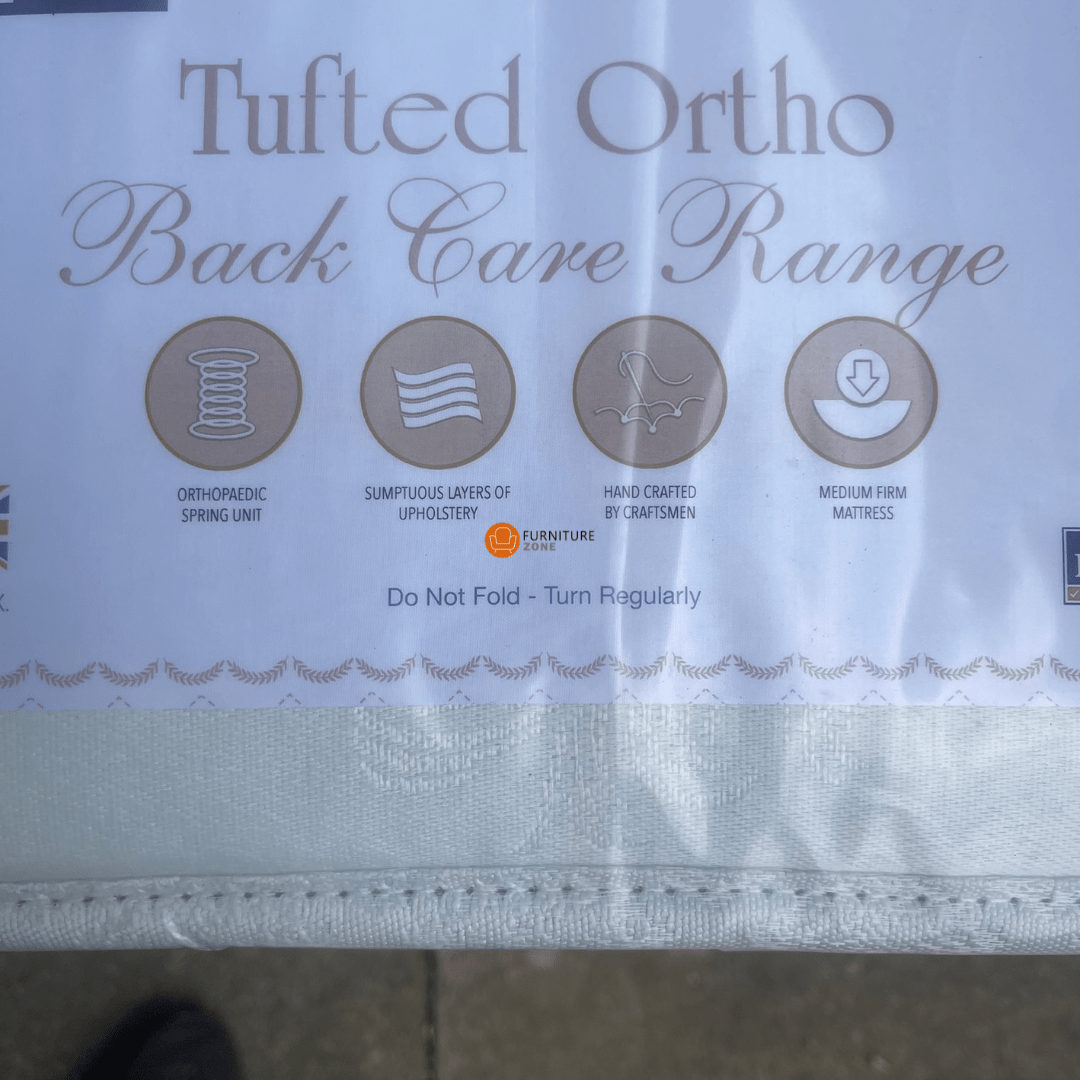 Tufted Ortho
Back Care Range
ORTHOPAEDIC
SPRING UNIT
SUMPTUOUS LAYERS OF
UPHOLSTERY
HAND CRAFTED
BY CRAFTSMEN
MEDIUM FIRM
MATTRESS
FURNITURE
ZONE
Do Not Fold - Turn Regularly